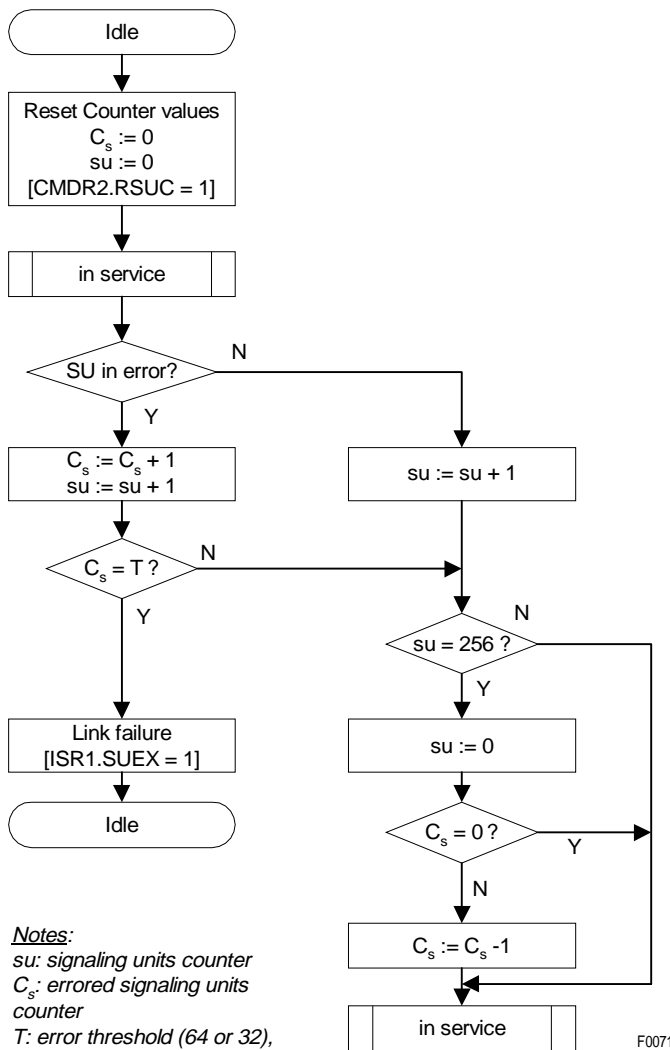 Idle
Reset Counter values
Cₛ := 0
su := 0
[CMDR2.RSUC = 1]
in service
SU in error?
N
Y
Cₛ := Cₛ + 1
su := su + 1
su := su + 1
Cₛ = T ?
N
Y
su = 256 ?
N
Y
Link failure
[ISR1.SUEX = 1]
su := 0
Idle
Cₛ = 0 ?
Y
N
Cₛ := Cₛ -1
in service
Notes:
su: signaling units counter
Cₛ: errored signaling units
counter
T: error threshold (64 or 32),
F0071